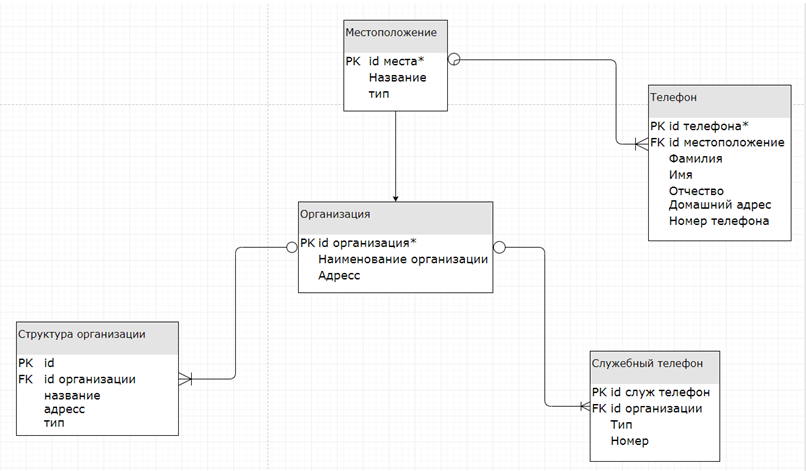 Местоположение
PK id места*
Название
тип
Телефон
PK id телефона*
FK id местоположение
Фамилия
Имя
Отчество
Домашний адрес
Номер телефона
Организация
PK id организация*
Наименование организации
Адресс
Структура организации
PK id
FK id организации
название
адресс
тип
Служебный телефон
PK id служ телефон
FK id организации
Тип
Номер